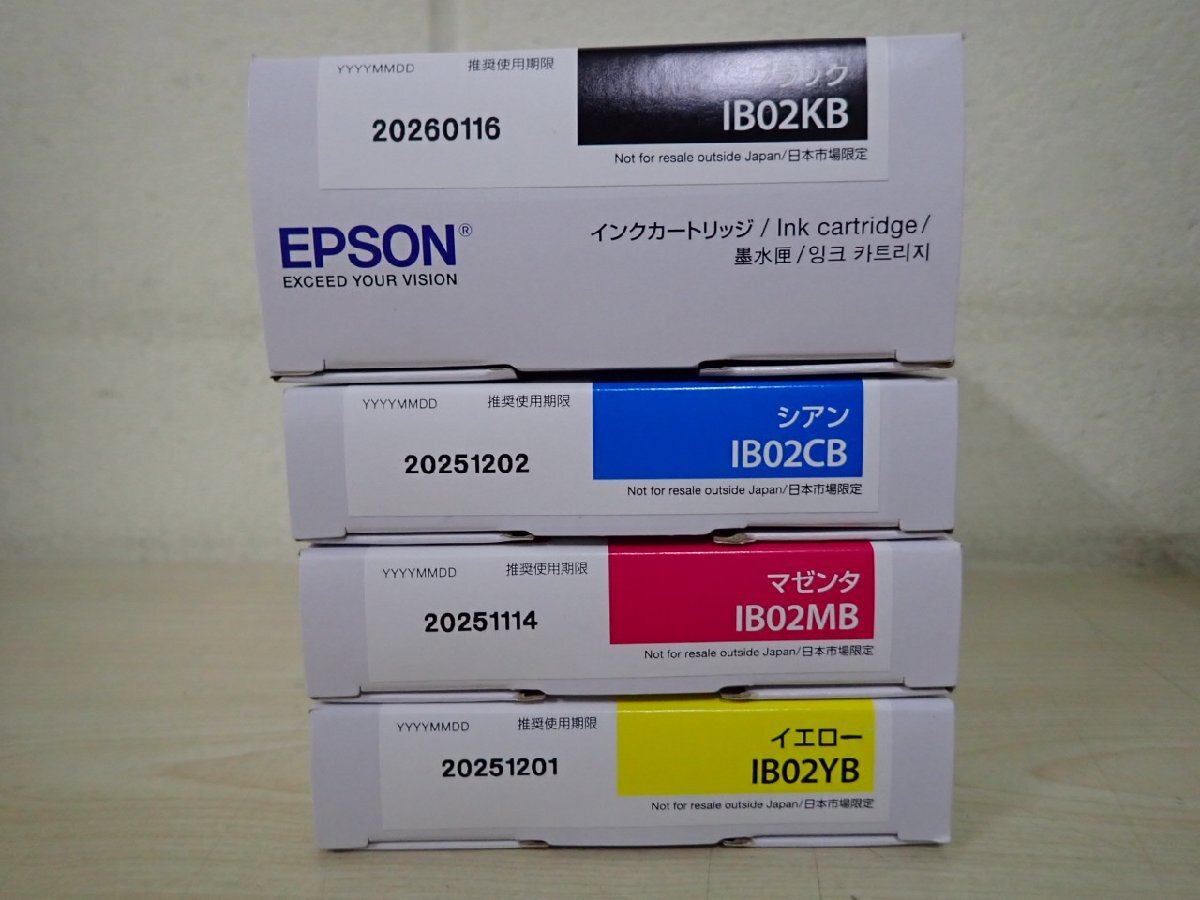 YYYYMMDD 推奨使用期限
ブラック
20260116
IB02KB
Not for resale outside Japan/日本市場限定
EPSON®
EXCEED YOUR VISION
インクカートリッジ / Ink cartridge/
墨水匣/잉크 카트리지
YYYYMMDD 推奨使用期限
シアン
20251202
IB02CB
Not for resale outside Japan/日本市場限定
YYYYMMDD 推奨使用期限
マゼンタ
20251114
IB02MB
Not for resale outside Japan/日本市場限定
YYYYMMDD 推奨使用期限
イエロー
20251201
IB02YB
Not for resale outside Japan/日本市場限定